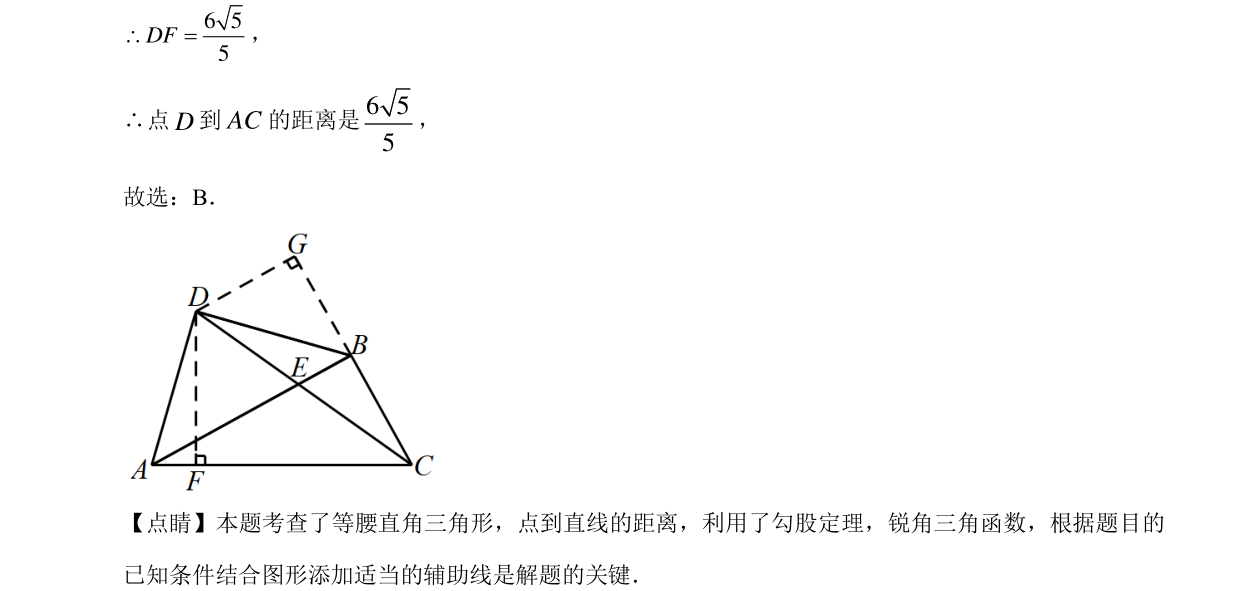 ∴DF=6√5/5，
∴点D到AC的距离是6√5/5，
故选：B．
G
D
B
E
A
F
C
【点睛】本题考查了等腰直角三角形，点到直线的距离，利用了勾股定理，锐角三角函数，根据题目的
已知条件结合图形添加适当的辅助线是解题的关键．